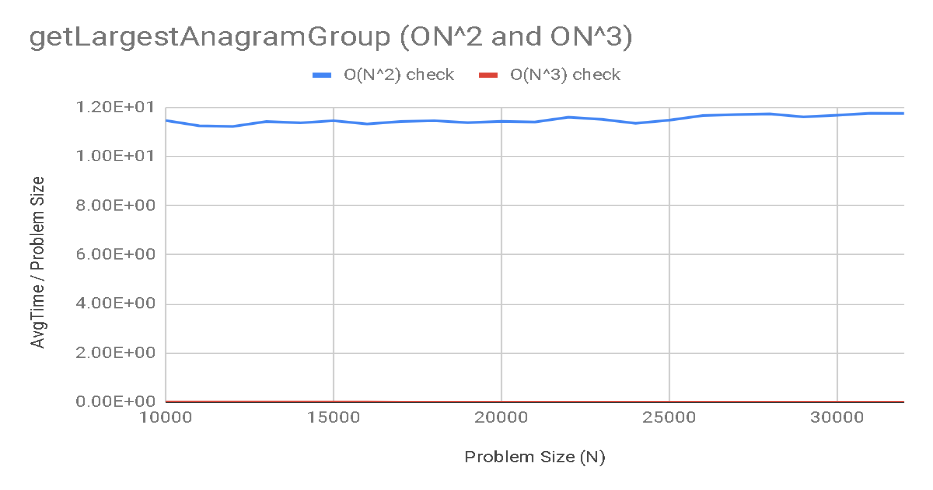 getLargestAnagramGroup (ON^2 and ON^3)
O(N^2) check O(N^3) check
1.20E+01
1.00E+01
8.00E+00
6.00E+00
4.00E+00
2.00E+00
0.00E+00
AvgTime / Problem Size
10000 15000 20000 25000 30000
Problem Size (N)